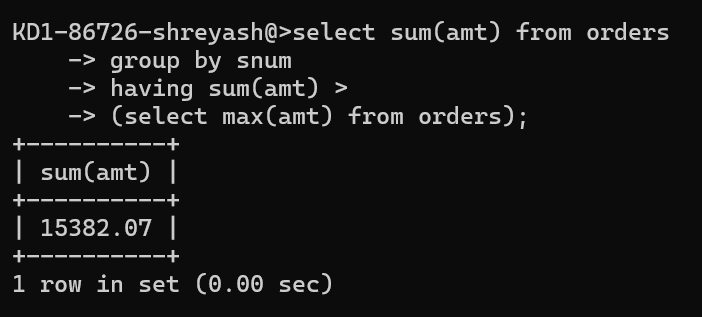 KD1-86726-shreyash@>select sum(amt) from orders
    -> group by snum
    -> having sum(amt) >
    -> (select max(amt) from orders);
+----------+
| sum(amt) |
+----------+
| 15382.07 |
+----------+
1 row in set (0.00 sec)